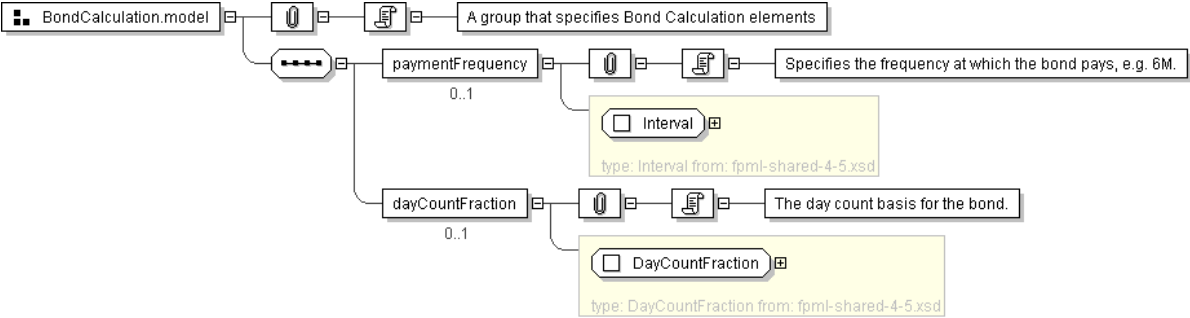 BondCalculation.model
A group that specifies Bond Calculation elements
paymentFrequency
Specifies the frequency at which the bond pays, e.g. 6M.
0..1
Interval
type: Interval from: fpml-shared-4-5.xsd
dayCountFraction
The day count basis for the bond.
0..1
DayCountFraction
type: DayCountFraction from: fpml-shared-4-5.xsd